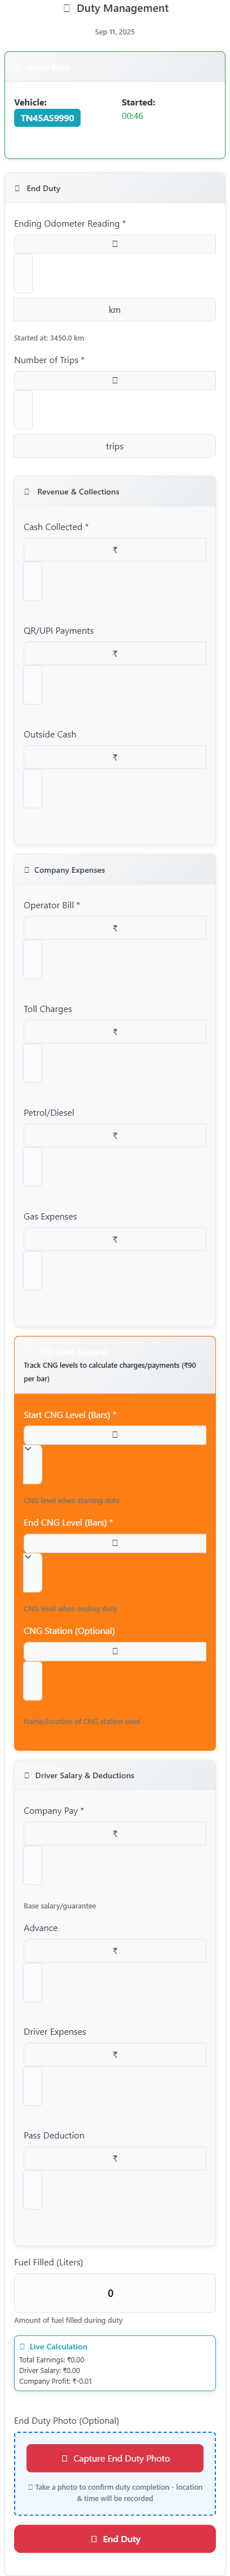 Duty Management
Sep 11, 2025
Active Duty
Vehicle:
Started:
TN45AS9990
00:46
End Duty
Ending Odometer Reading *
km
Started at: 3450.0 km
Number of Trips *
trips
Revenue & Collections
Cash Collected *
₹
QR/UPI Payments
₹
Outside Cash
₹
Company Expenses
Operator Bill *
₹
Toll Charges
₹
Petrol/Diesel
₹
Gas Expenses
₹
CNG Level Tracking
Track CNG levels to calculate charges/payments (₹90
per bar)
Start CNG Level (Bars) *
CNG level when starting duty
End CNG Level (Bars) *
CNG level when ending duty
CNG Station (Optional)
Name/location of CNG station used
Driver Salary & Deductions
Company Pay *
₹
Base salary/guarantee
Advance
₹
Driver Expenses
₹
Pass Deduction
₹
Fuel Filled (Liters)
0
Amount of fuel filled during duty
Live Calculation
Total Earnings: ₹0.00
Driver Salary: ₹0.00
Company Profit: ₹-0.01
End Duty Photo (Optional)
Capture End Duty Photo
Take a photo to confirm duty completion - location
& time will be recorded
End Duty